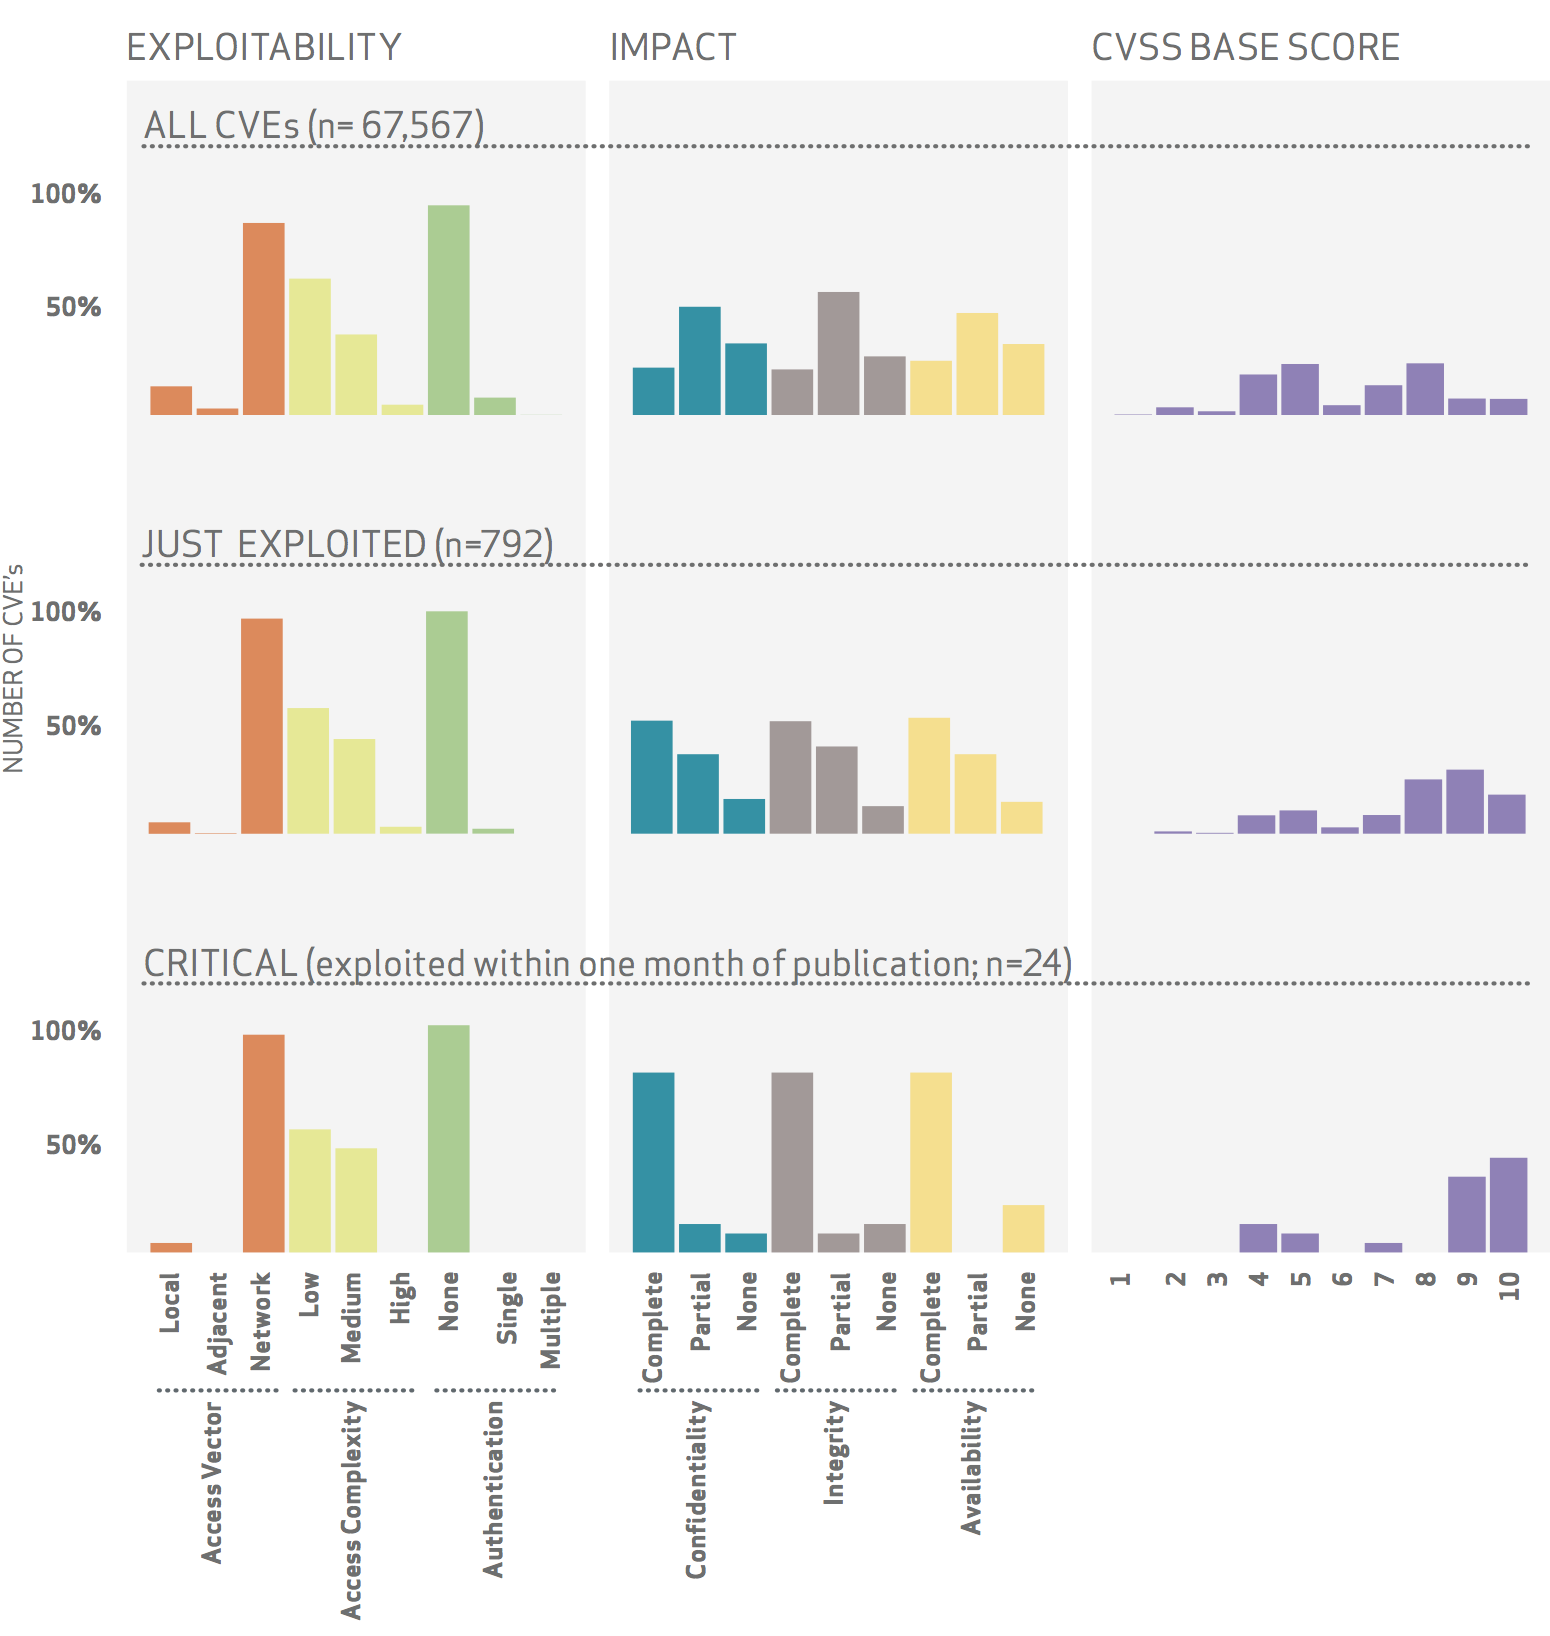 EXPLOITABILITY
IMPACT
CVSS BASE SCORE
ALL CVEs (n= 67,567)
100%
50%
JUST EXPLOITED (n=792)
NUMBER OF CVE's
100%
50%
CRITICAL (exploited within one month of publication; n=24)
100%
50%
Local
Adjacent
Network
Low
Medium
High
None
Single
Multiple
Complete
Partial
None
Complete
Partial
None
Complete
Partial
None
1
2
3
4
5
6
7
8
9
10
Access Vector
Access Complexity
Authentication
Confidentiality
Integrity
Availability